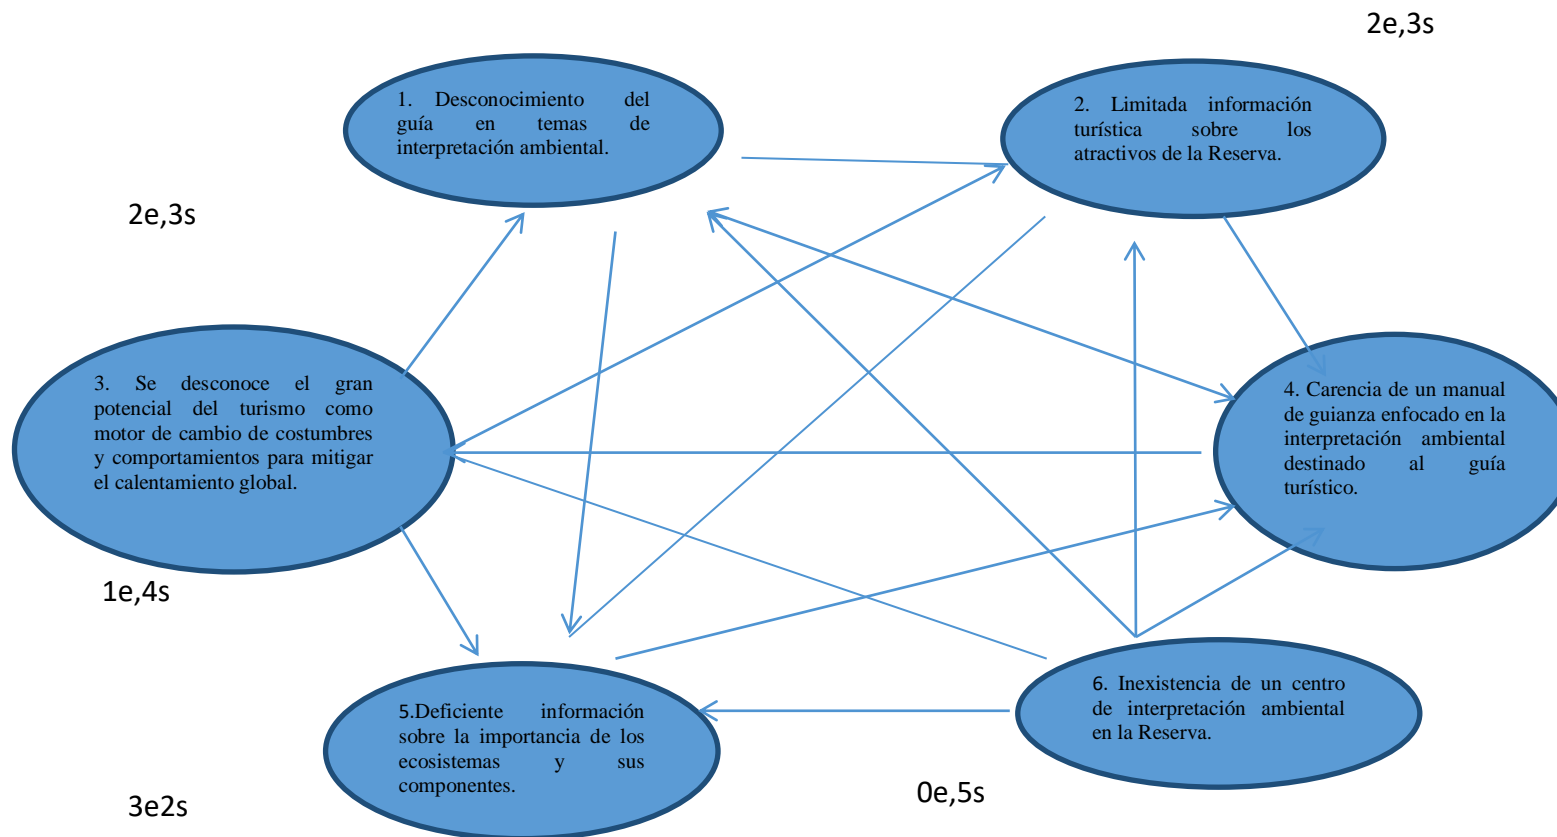 2e,3s
1. Desconocimiento del
guía en temas de
interpretación ambiental.
2. Limitada información
turística sobre los
atractivos de la Reserva.
2e,3s
3. Se desconoce el gran
potencial del turismo como
motor de cambio de costumbres
y comportamientos para mitigar
el calentamiento global.
4. Carencia de un manual
de guianza enfocado en la
interpretación ambiental
destinado al guía
turístico.
1e,4s
5.Deficiente información
sobre la importancia de los
ecosistemas y sus
componentes.
6. Inexistencia de un centro
de interpretación ambiental
en la Reserva.
3e2s
0e,5s